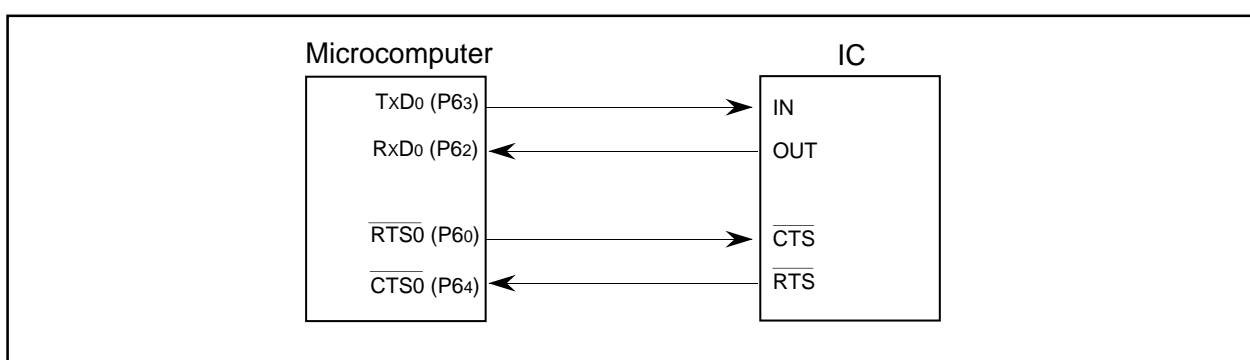 Microcomputer
TxD0 (P63)
RxD0 (P62)
RTS0 (P60)
CTS0 (P64)
IC
IN
OUT
CTS
RTS